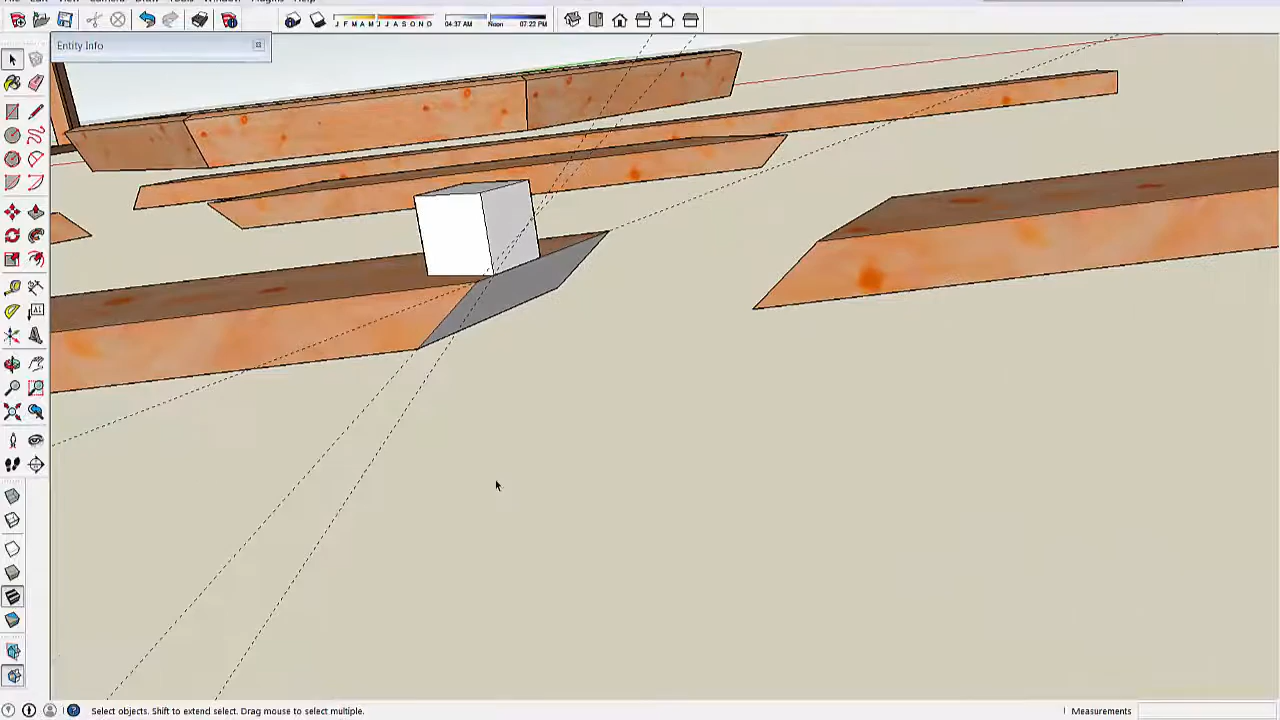 J F M A M J J A S O N D
04:37 AM Noon 07:22 PM
Entity Info
Select objects. Shift to extend select. Drag mouse to select multiple.
Measurements